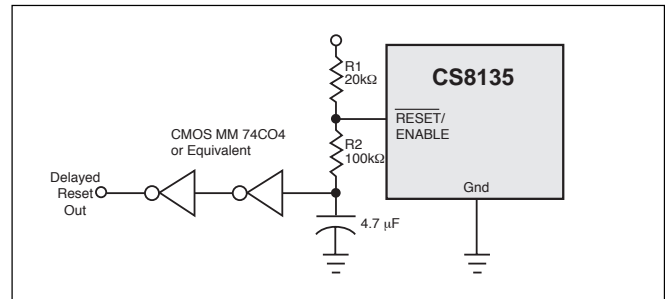 R1
20kΩ
CS8135
RESET/
ENABLE
CMOS MM 74CO4
or Equivalent
R2
100kΩ
Delayed
Reset
Out
Gnd
4.7 μF